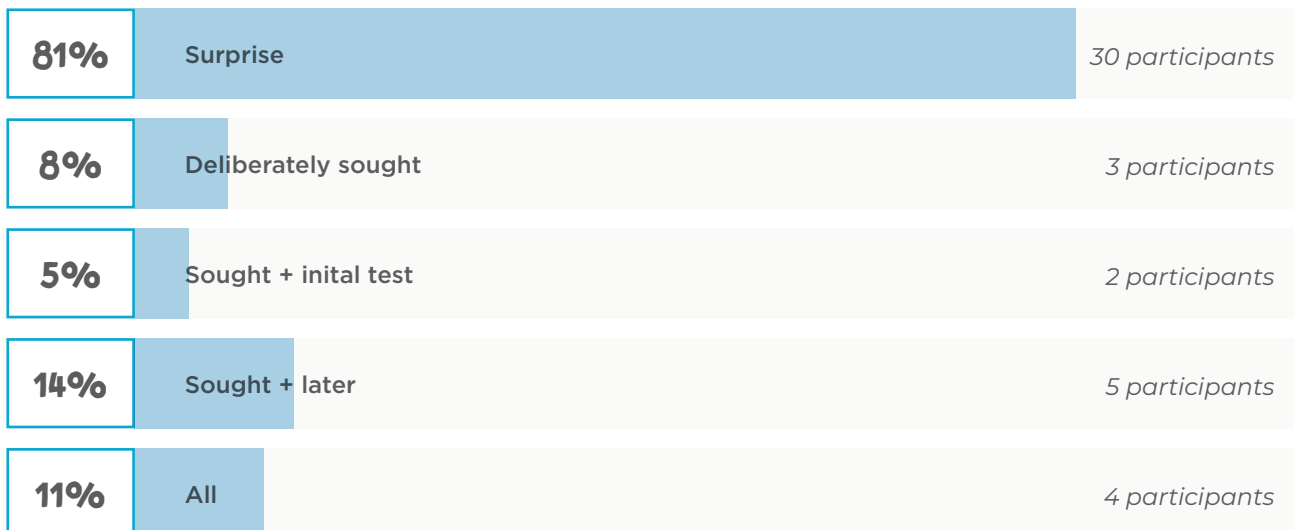 81% Surprise 30 participants
8% Deliberately sought 3 participants
5% Sought + inital test 2 participants
14% Sought + later 5 participants
11% All 4 participants